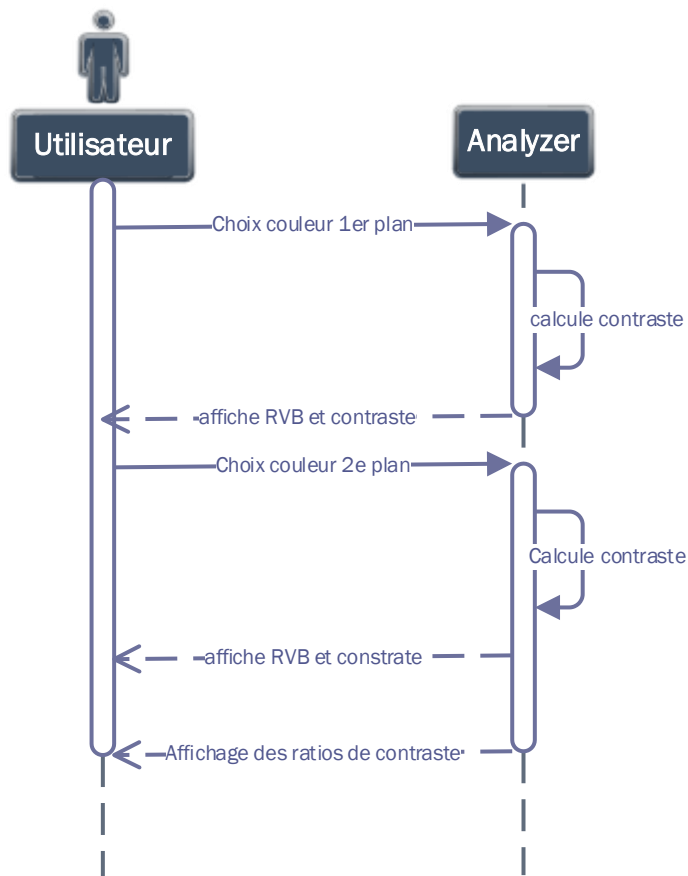 Utilisateur
Analyzer
Choix couleur 1er plan
calcule contraste
affiche RVB et contraste
Choix couleur 2e plan
Calcule contraste
affiche RVB et constrate
Affichage des ratios de contraste